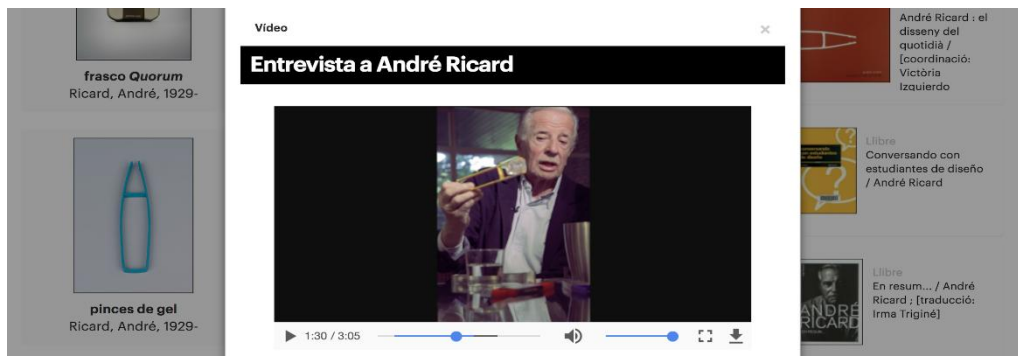 frasco Quorum
Ricard, André, 1929-
pinces de gel
Ricard, André, 1929-
Vídeo
×
Entrevista a André Ricard
1:30 / 3:05
André Ricard : el
disseny del
quotidià /
[coordinació:
Victòria
Izquierdo
Llibre
Conversando con
estudiantes de diseño
/ André Ricard
Llibre
En resum... / André
Ricard ; [traducció:
Irma Triginé]
ANDRÉ
RICARD